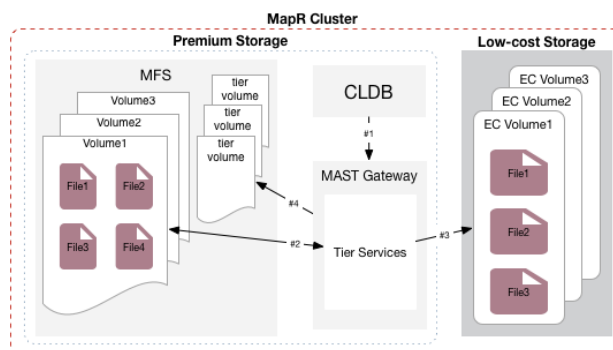 MapR Cluster
Premium Storage
Low-cost Storage
MFS
Volume3
Volume2
Volume1
File1
File2
File3
File4
tier
volume
tier
volume
tier
volume
CLDB
#1
MAST Gateway
Tier Services
#4
#2
#3
EC Volume3
EC Volume2
EC Volume1
File1
File2
File3